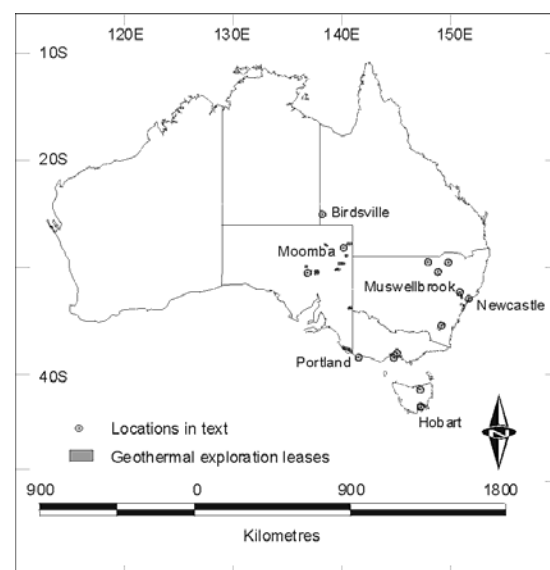 120E 130E 140E 150E
10S
20S
Birdsville
Moomba
Muswellbrook
Newcastle
Portland
40S
Hobart
Locations in text
Geothermal exploration leases
N
900 0 900 1800
Kilometres